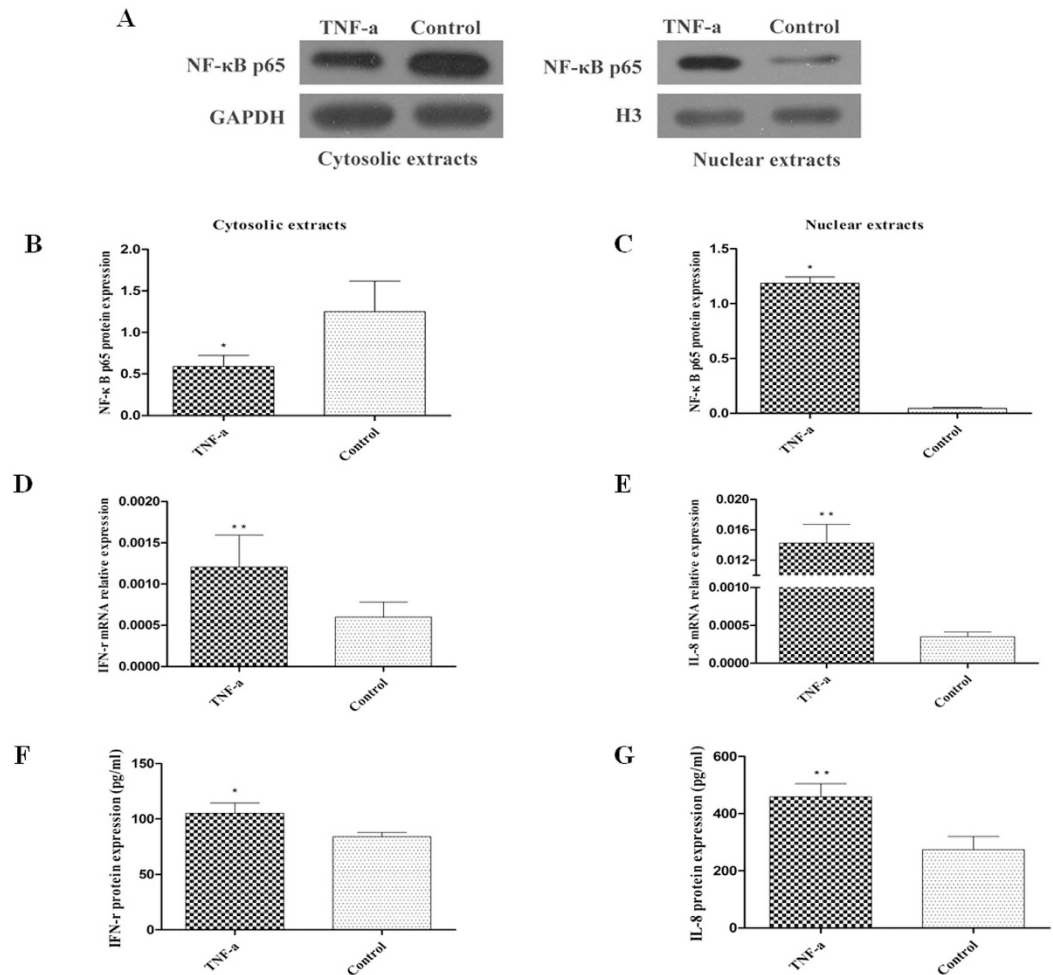 A
TNF-a Control
NF-κB p65
GAPDH
Cytosolic extracts
TNF-a Control
NF-κB p65
H3
Nuclear extracts
B
Cytosolic extracts
NF-κ B p65 protein expression
2.0
1.5
1.0
0.5
0.0
*
TNF-a
Control
C
Nuclear extracts
NF-κ B p65 protein expression
1.5
1.0
0.5
0.0
*
TNF-a
Control
D
IFN-r mRNA relative expression
0.0020
0.0015
0.0010
0.0005
0.0000
* *
TNF-a
Control
E
IL-8 mRNA relative expression
0.020
0.016
0.012
0.0010
0.0005
0.0000
* *
TNF-a
Control
F
IFN-r protein expression (pg/ml)
150
100
50
0
*
TNF-a
Control
G
IL-8 protein expression (pg/ml)
600
400
200
0
* *
TNF-a
Control